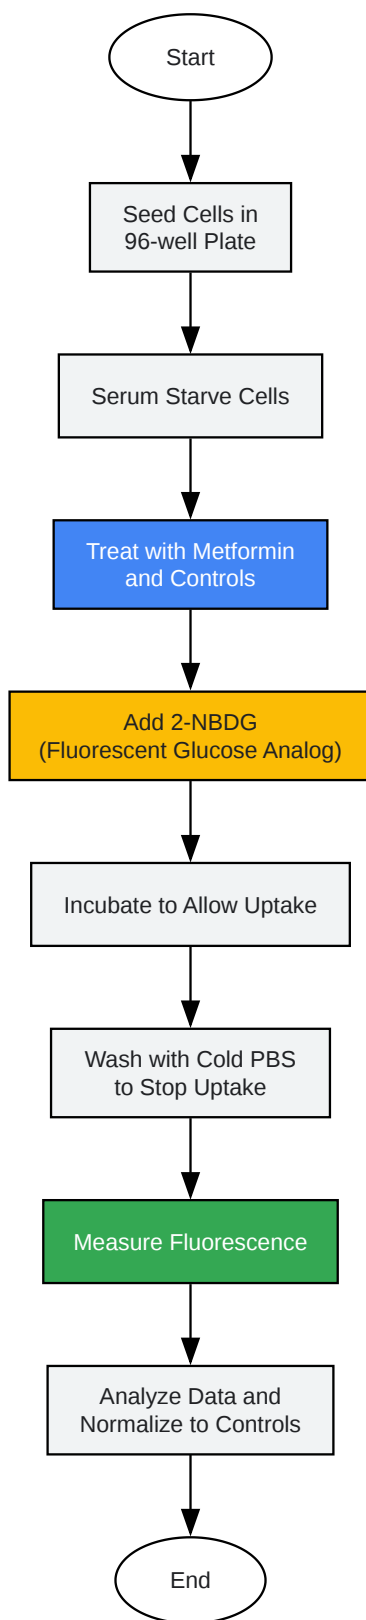 Start
Seed Cells in
96-well Plate
Serum Starve Cells
Treat with Metformin
and Controls
Add 2-NBDG
(Fluorescent Glucose Analog)
Incubate to Allow Uptake
Wash with Cold PBS
to Stop Uptake
Measure Fluorescence
Analyze Data and
Normalize to Controls
End